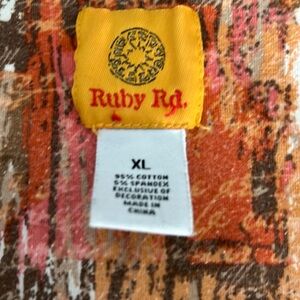 Ruby Rd.
XL
95% COTTON
5% SPANDEX
EXCLUSIVE OF
DECORATION
MADE IN
CHINA